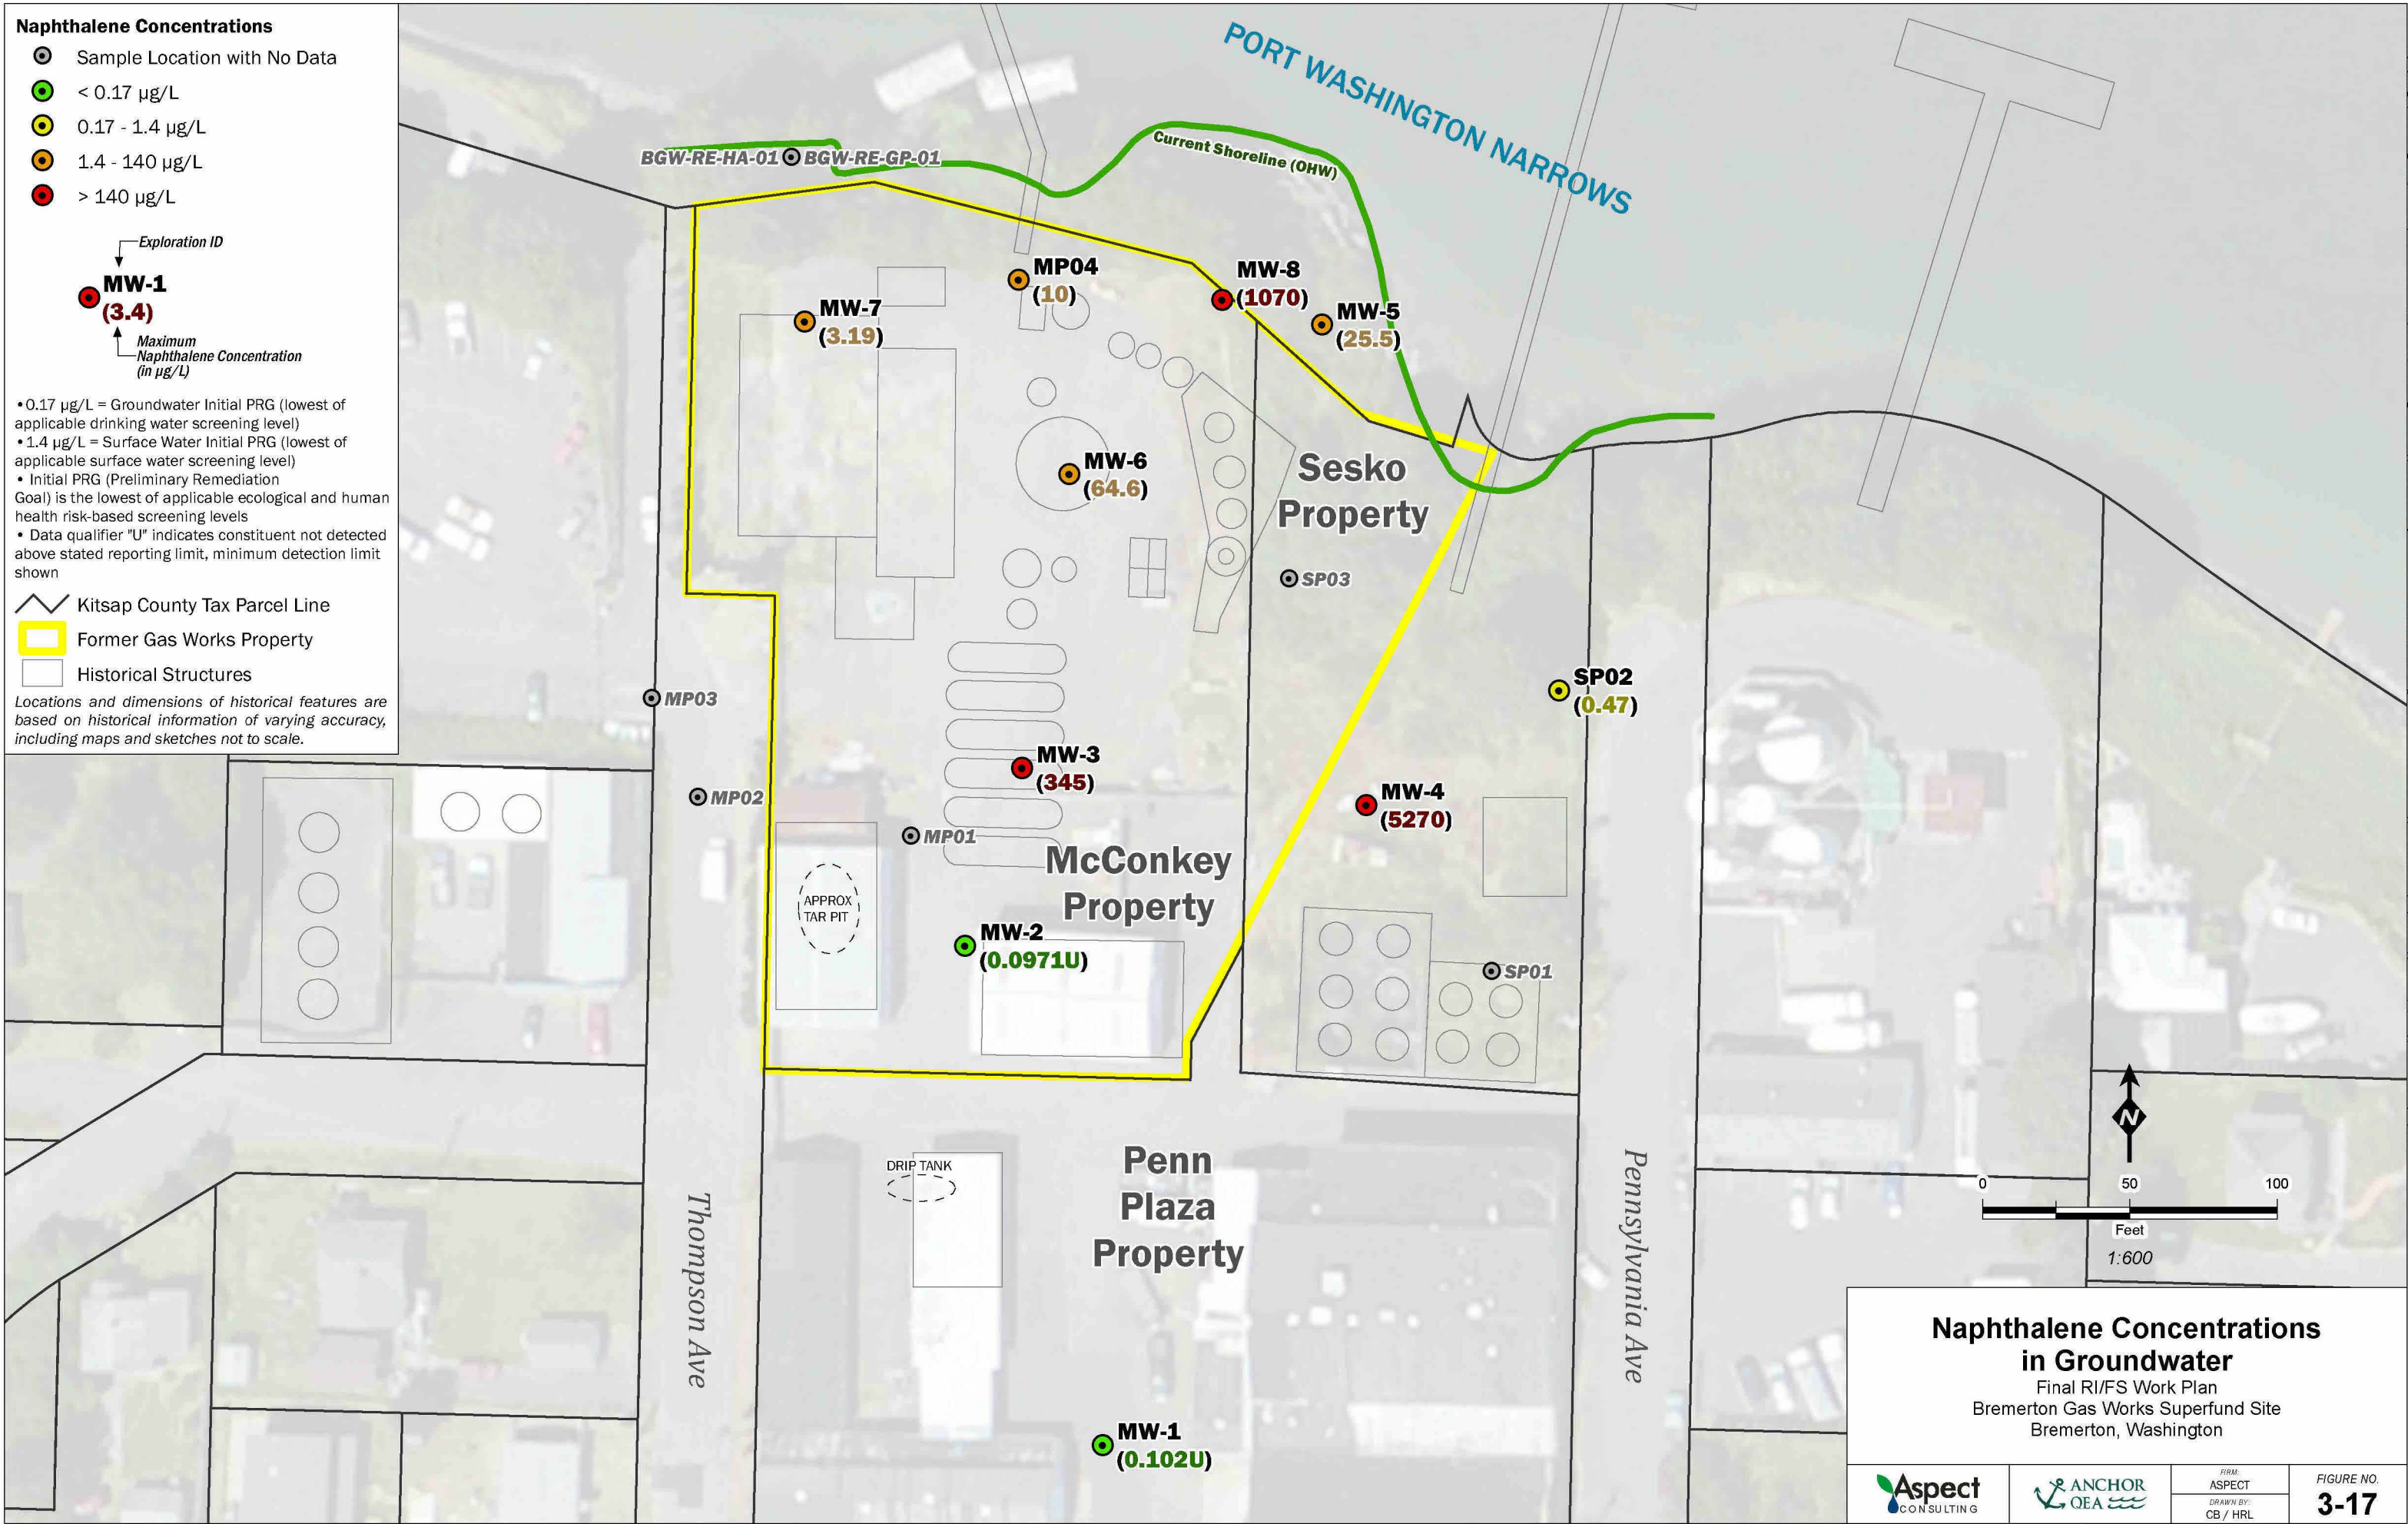 Naphthalene Concentrations
Sample Location with No Data
< 0.17 µg/L
0.17 - 1.4 µg/L
1.4 - 140 µg/L
> 140 µg/L
Exploration ID
MW-1
(3.4)
Maximum
Naphthalene Concentration
(in µg/L)
•0.17 µg/L = Groundwater Initial PRG (lowest of
applicable drinking water screening level)
•1.4 µg/L = Surface Water Initial PRG (lowest of
applicable surface water screening level)
• Initial PRG (Preliminary Remediation
Goal) is the lowest of applicable ecological and human
health risk-based screening levels
• Data qualifier "U" indicates constituent not detected
above stated reporting limit, minimum detection limit
shown
Kitsap County Tax Parcel Line
Former Gas Works Property
Historical Structures
Locations and dimensions of historical features are
based on historical information of varying accuracy,
including maps and sketches not to scale.
PORT WASHINGTON NARROWS
Current Shoreline (OHW)
BGW-RE-HA-01 BGW-RE-GP-01
MP04
(10)
MW-8
(1070)
MW-7
(3.19)
MW-5
(25.5)
MW-6
(64.6)
Sesko
Property
SP03
MP03
SP02
(0.47)
MW-3
(345)
MP02
MW-4
(5270)
MP01
McConkey
Property
APPROX
TAR PIT
MW-2
(0.0971U)
SP01
DRIP TANK
Penn
Plaza
Property
Thompson Ave
Pennsylvania Ave
MW-1
(0.102U)
N
0 50 100
Feet
1:600
Naphthalene Concentrations
in Groundwater
Final RI/FS Work Plan
Bremerton Gas Works Superfund Site
Bremerton, Washington
Aspect
CONSULTING
ANCHOR
QEA
FIRM:
ASPECT
DRAWN BY:
CB / HRL
FIGURE NO.
3-17